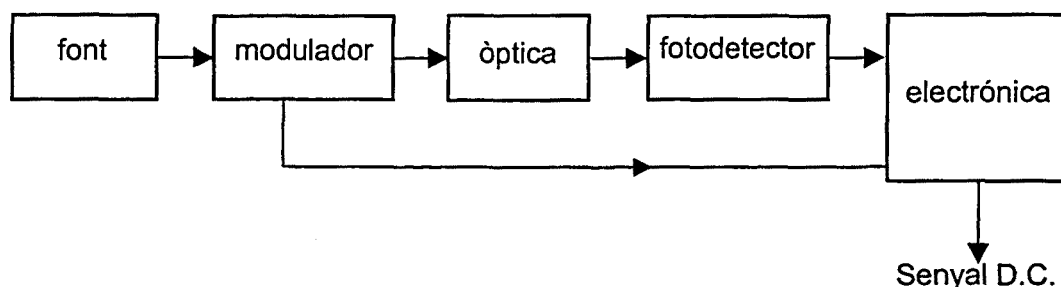 font
modulador
òptica
fotodetector
electrónica
Senyal D.C.